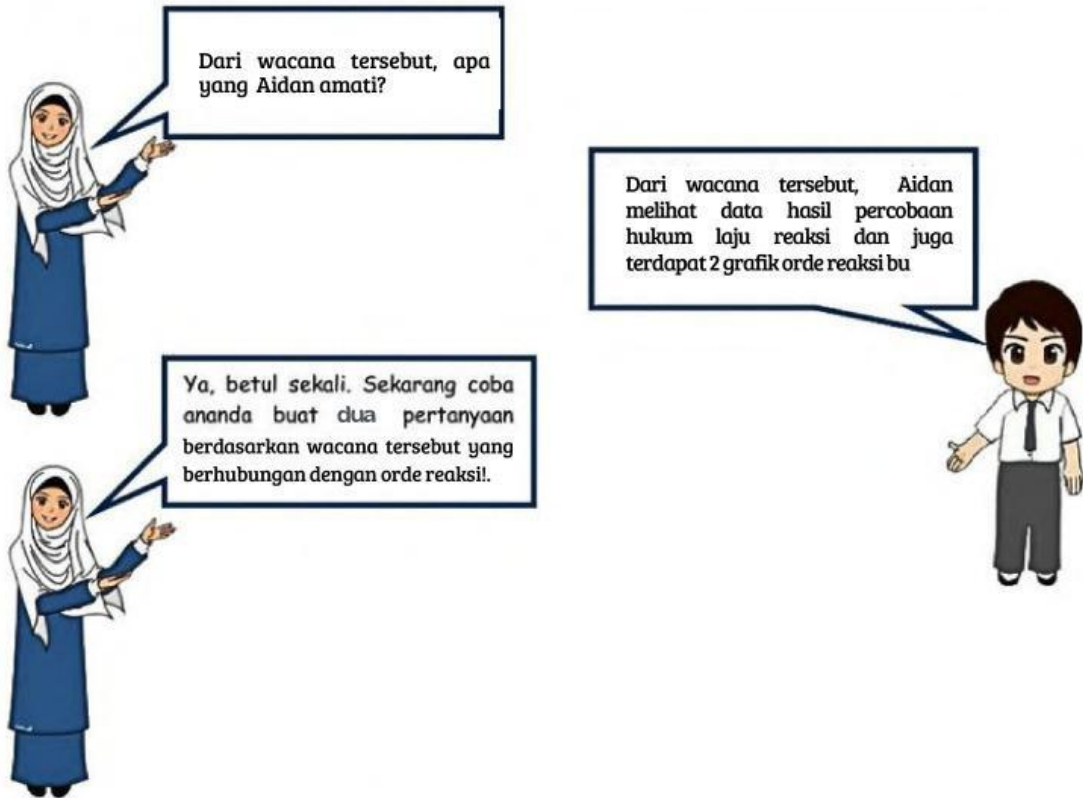 Dari wacana tersebut, apa
yang Aidan amati?
Dari wacana tersebut, Aidan
melihat data hasil percobaan
hukum laju reaksi dan juga
terdapat 2 grafik orde reaksi bu
Ya, betul sekali. Sekarang coba
ananda buat dua pertanyaan
berdasarkan wacana tersebut yang
berhubungan dengan orde reaksi!.